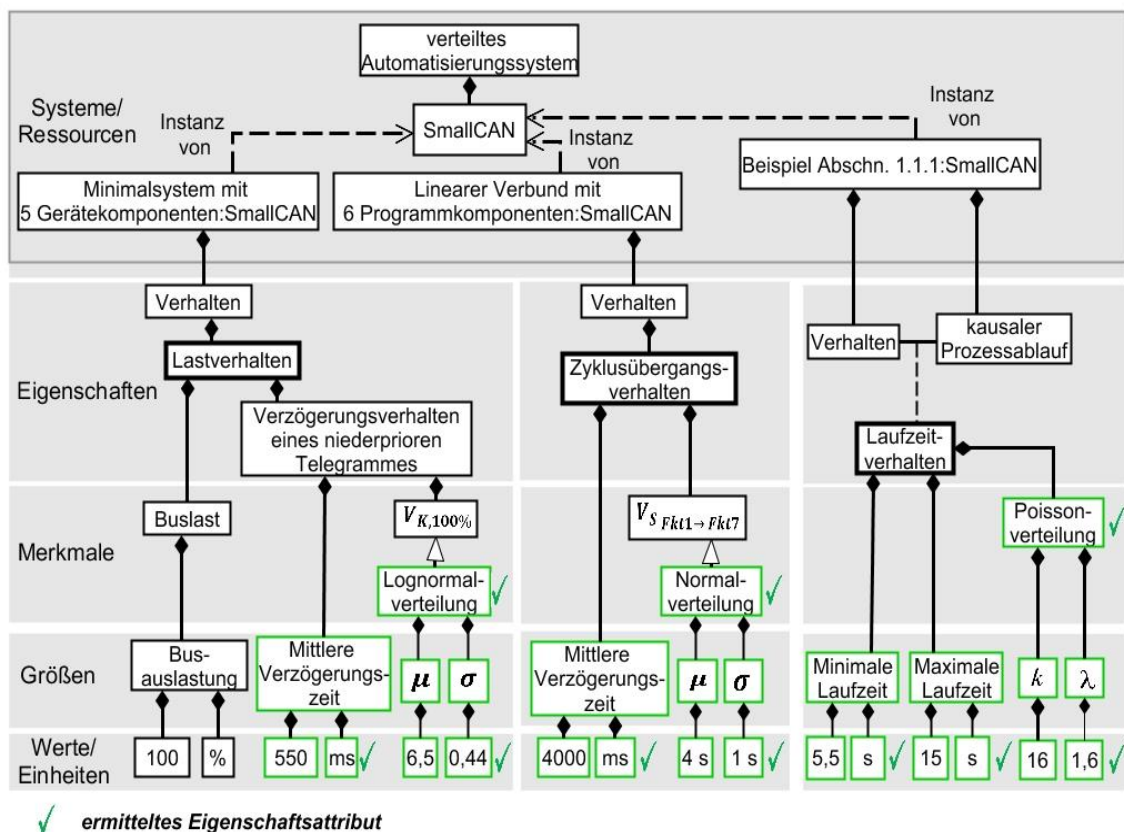 verteiltes
Automatisierungssystem
Systeme/
Ressourcen
Instanz
von
SmallCAN
Instanz
von
Instanz
von
Minimalsystem mit
5 Gerätekomponenten:SmallCAN
Linearer Verbund mit
6 Programmkomponenten:SmallCAN
Beispiel Abschn. 1.1.1:SmallCAN
Eigenschaften
Verhalten
Lastverhalten
Verzögerungsverhalten
eines niederprioren
Telegrammes
Verhalten
Zyklusübergangs-
verhalten
Verhalten
kausaler
Prozessablauf
Laufzeit-
verhalten
Merkmale
Buslast
V K,100%
Lognormal-
verteilung ✓
V S Fkt1→Fkt7
Normal-
verteilung ✓
Poisson-
verteilung ✓
Größen
Bus-
auslastung
Mittlere
Verzögerungs-
zeit
μ σ
Mittlere
Verzögerungs-
zeit
μ σ
Minimale
Laufzeit
Maximale
Laufzeit
k λ
Werte/
Einheiten
100 % 550 ms ✓ 6,5 0,44 ✓ 4000 ms ✓ 4 s 1 s ✓ 5,5 s ✓ 15 s ✓ 16 1,6 ✓
✓ ermitteltes Eigenschaftsattribut